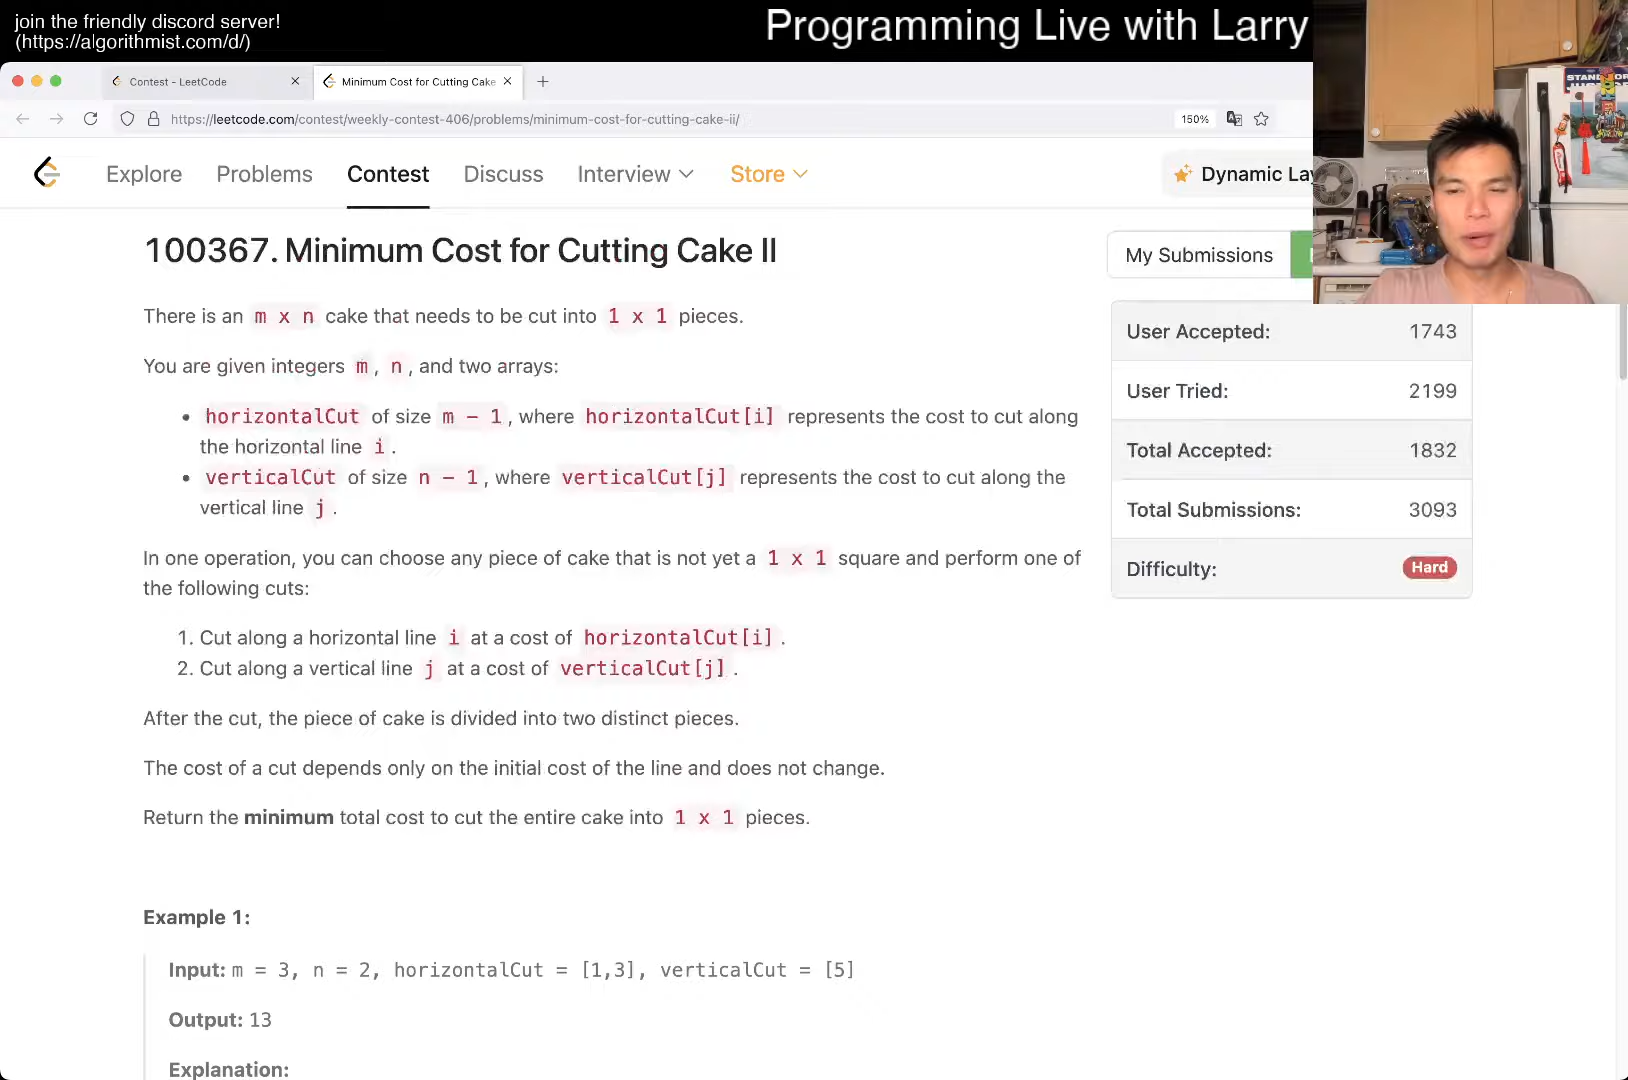 join the friendly discord server!
(https://algorithmist.com/d/)
Programming Live with Larry
Contest - LeetCode
Minimum Cost for Cutting Cake
https://leetcode.com/contest/weekly-contest-406/problems/minimum-cost-for-cutting-cake-ii/
150%
Explore Problems Contest Discuss Interview Store
Dynamic Lay
100367. Minimum Cost for Cutting Cake II
My Submissions
There is an m x n cake that needs to be cut into 1 x 1 pieces.
You are given integers m, n, and two arrays:
• horizontalCut of size m - 1, where horizontalCut[i] represents the cost to cut along
the horizontal line i.
• verticalCut of size n - 1, where verticalCut[j] represents the cost to cut along the
vertical line j.
In one operation, you can choose any piece of cake that is not yet a 1 x 1 square and perform one of
the following cuts:
1. Cut along a horizontal line i at a cost of horizontalCut[i].
2. Cut along a vertical line j at a cost of verticalCut[j].
After the cut, the piece of cake is divided into two distinct pieces.
The cost of a cut depends only on the initial cost of the line and does not change.
Return the minimum total cost to cut the entire cake into 1 x 1 pieces.
Example 1:
Input: m = 3, n = 2, horizontalCut = [1,3], verticalCut = [5]
Output: 13
Explanation:
User Accepted: 1743
User Tried: 2199
Total Accepted: 1832
Total Submissions: 3093
Difficulty: Hard